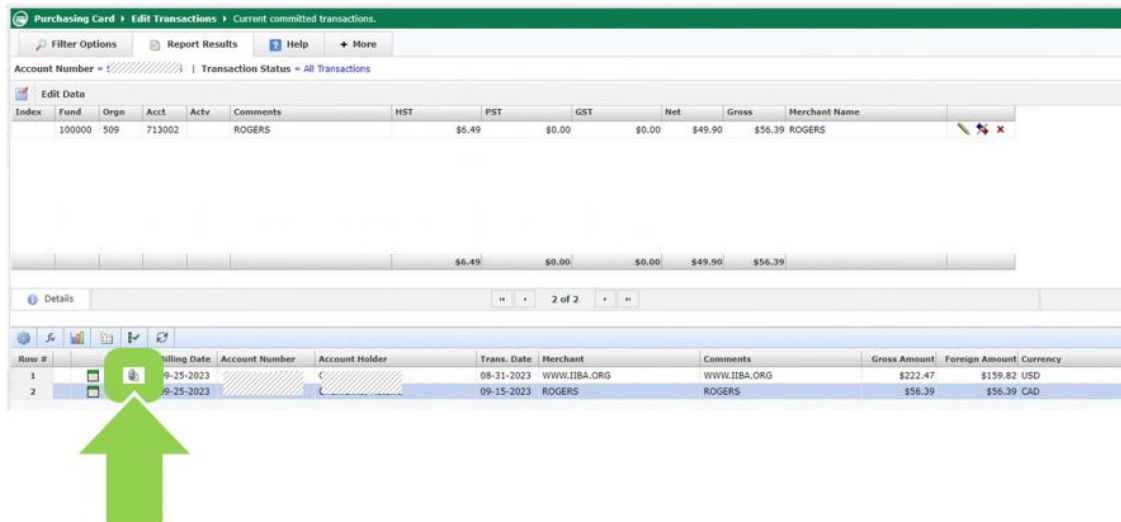 Purchasing Card › Edit Transactions › Current committed transactions.
Filter Options Report Results ? Help + More
Account Number = | Transaction Status = All Transactions
Edit Data
Index Fund Orgn Acct Actv Comments HST PST GST Net Gross Merchant Name
100000 509 713002 ROGERS $6.49 $0.00 $0.00 $49.90 $56.39 ROGERS
$6.49 $0.00 $0.00 $49.90 $56.39
Details 2 of 2
Row # Billing Date Account Number Account Holder Trans. Date Merchant Comments Gross Amount Foreign Amount Currency
1 09-25-2023 08-31-2023 WWW.IIBA.ORG WWW.IIBA.ORG $222.47 $159.82 USD
2 09-25-2023 09-15-2023 ROGERS ROGERS $56.39 $56.39 CAD